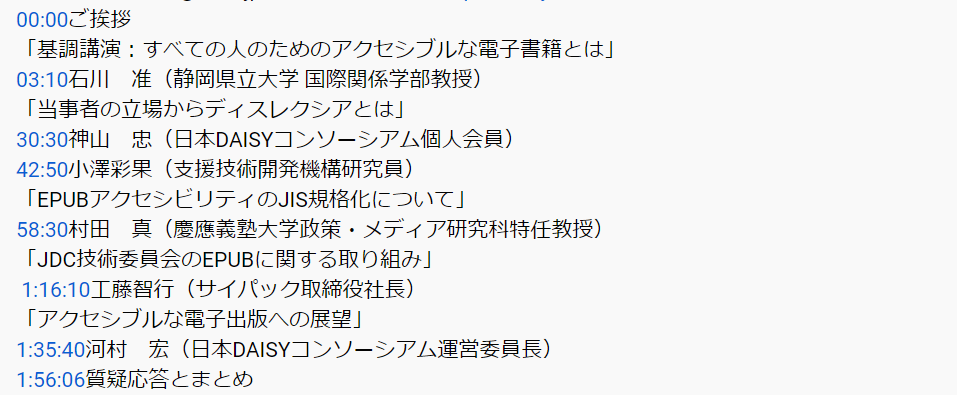 00:00ご挨拶
「基調講演：すべての人のためのアクセシブルな電子書籍とは」
03:10石川　准（静岡県立大学 国際関係学部教授）
「当事者の立場からディスレクシアとは」
30:30神山　忠（日本DAISYコンソーシアム個人会員）
42:50小澤彩果（支援技術開発機構研究員）
「EPUBアクセシビリティのJIS規格化について」
58:30村田　真（慶應義塾大学政策・メディア研究科特任教授）
「JDC技術委員会のEPUBに関する取り組み」
1:16:10工藤智行（サイパック取締役社長）
「アクセシブルな電子出版への展望」
1:35:40河村　宏（日本DAISYコンソーシアム運営委員長）
1:56:06質疑応答とまとめ